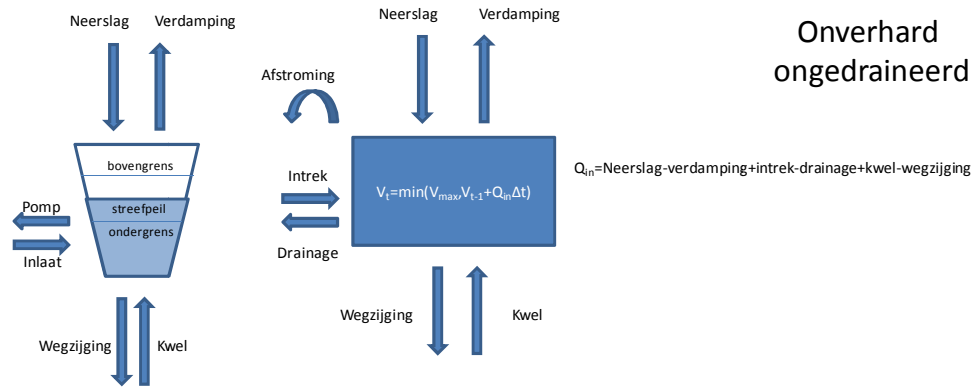 Onverhard
ongedraineerd
Neerslag
Verdamping
bovengrens
streefpeil
ondergrens
Pomp
Inlaat
Wegzijging
Kwel
Neerslag
Verdamping
Afstroming
Intrek
Drainage
Vₜ=min(Vₘₐₓ,Vₜ₋₁+QᵢₙΔt)
Wegzijging
Kwel
Qᵢₙ=Neerslag-verdamping+intrek-drainage+kwel-wegzijging